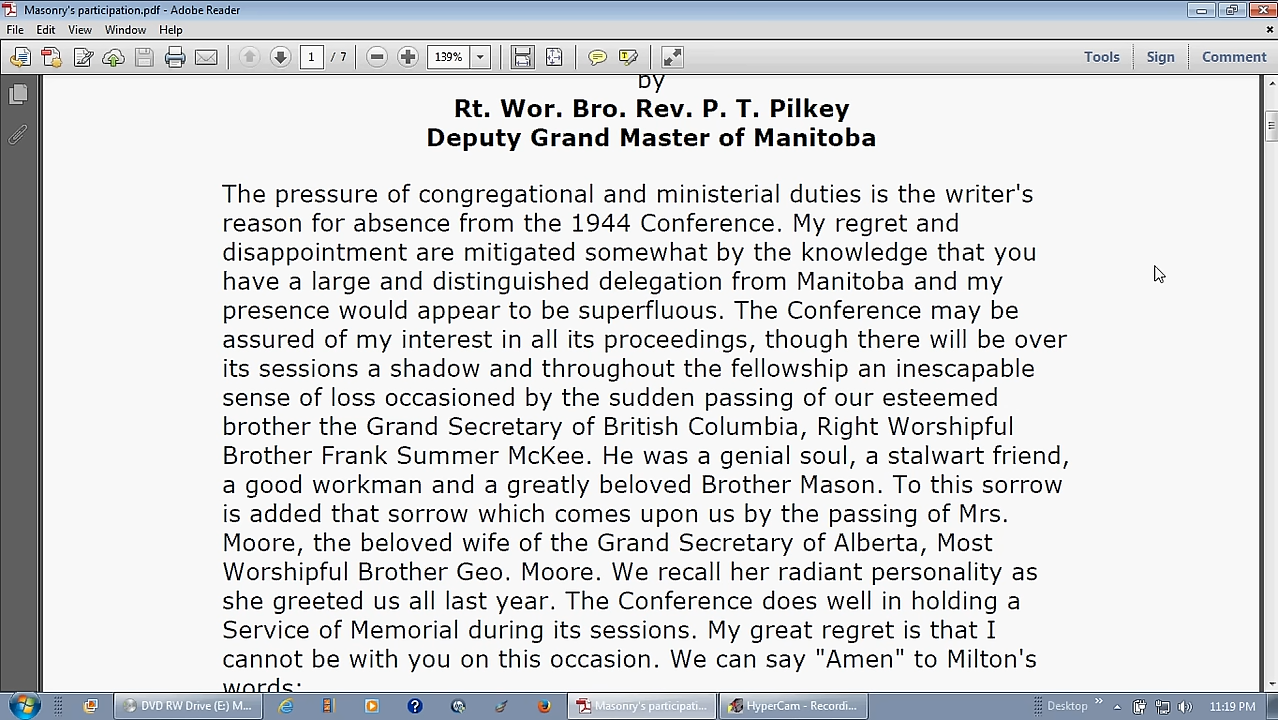 Masonry's participation.pdf - Adobe Reader
File Edit View Window Help
1 / 7 139% Tools Sign Comment
by
Rt. Wor. Bro. Rev. P. T. Pilkey
Deputy Grand Master of Manitoba
The pressure of congregational and ministerial duties is the writer's
reason for absence from the 1944 Conference. My regret and
disappointment are mitigated somewhat by the knowledge that you
have a large and distinguished delegation from Manitoba and my
presence would appear to be superfluous. The Conference may be
assured of my interest in all its proceedings, though there will be over
its sessions a shadow and throughout the fellowship an inescapable
sense of loss occasioned by the sudden passing of our esteemed
brother the Grand Secretary of British Columbia, Right Worshipful
Brother Frank Summer McKee. He was a genial soul, a stalwart friend,
a good workman and a greatly beloved Brother Mason. To this sorrow
is added that sorrow which comes upon us by the passing of Mrs.
Moore, the beloved wife of the Grand Secretary of Alberta, Most
Worshipful Brother Geo. Moore. We recall her radiant personality as
she greeted us all last year. The Conference does well in holding a
Service of Memorial during its sessions. My great regret is that I
cannot be with you on this occasion. We can say "Amen" to Milton's
words:
DVD RW Drive (E:) M... Masonry's participati... HyperCam - Recordi... Desktop 11:19 PM